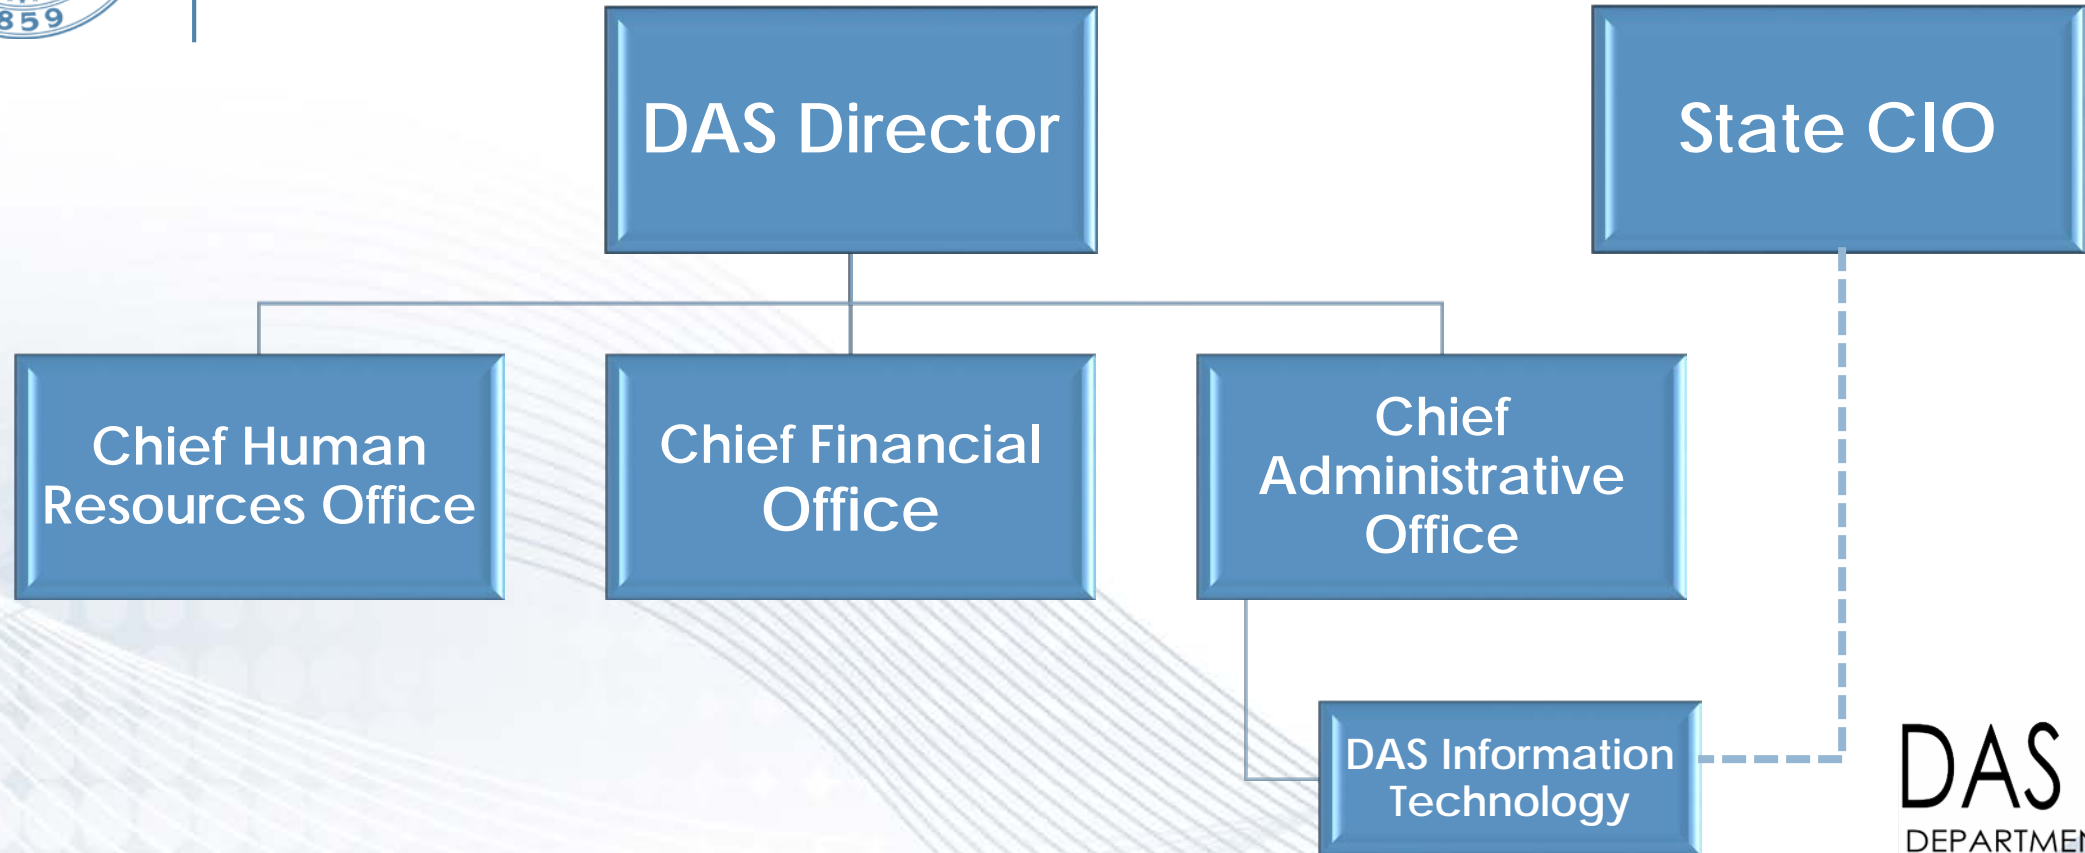 859
DAS Director
State CIO
Chief Human
Resources Office
Chief Financial
Office
Chief
Administrative
Office
DAS Information
Technology
DAS